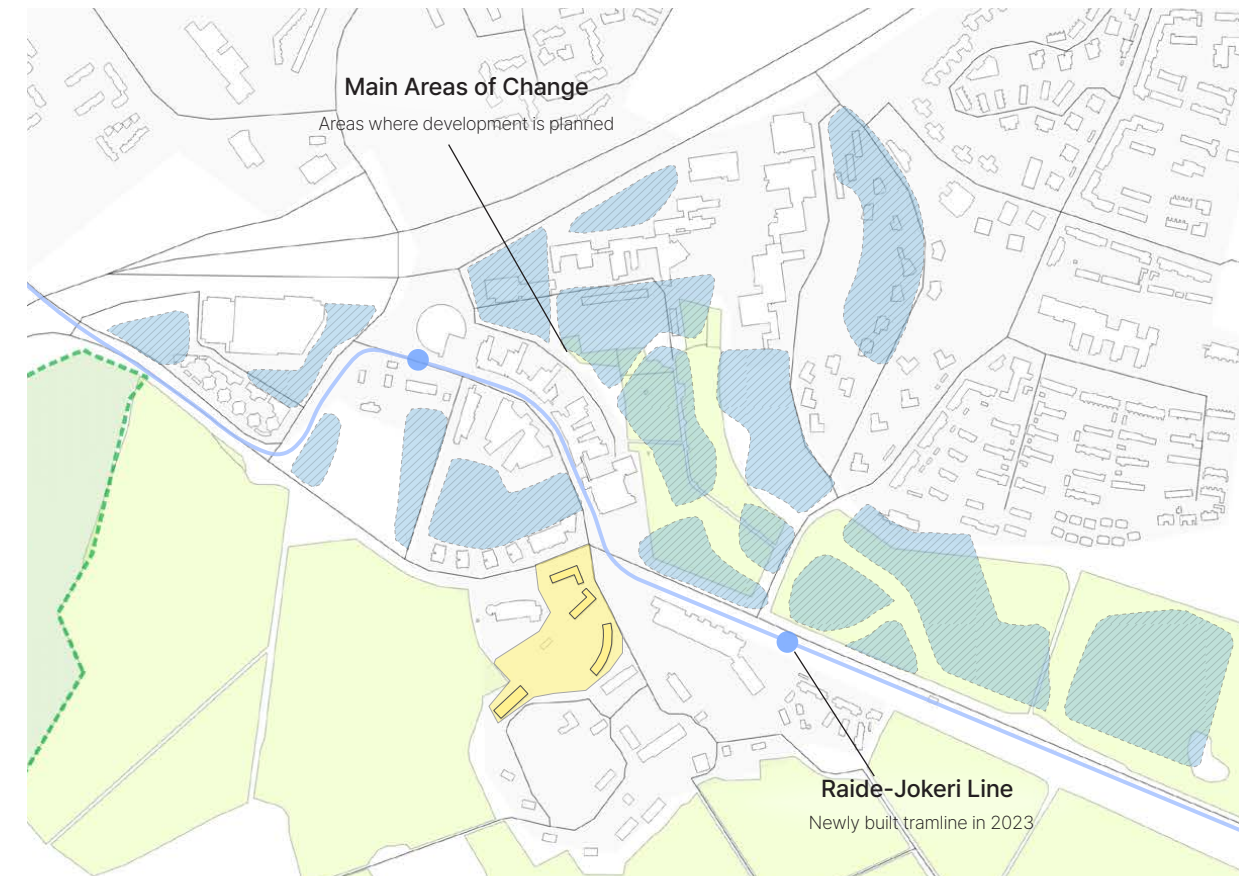 Main Areas of Change
Areas where development is planned
Raide-Jokeri Line
Newly built tramline in 2023